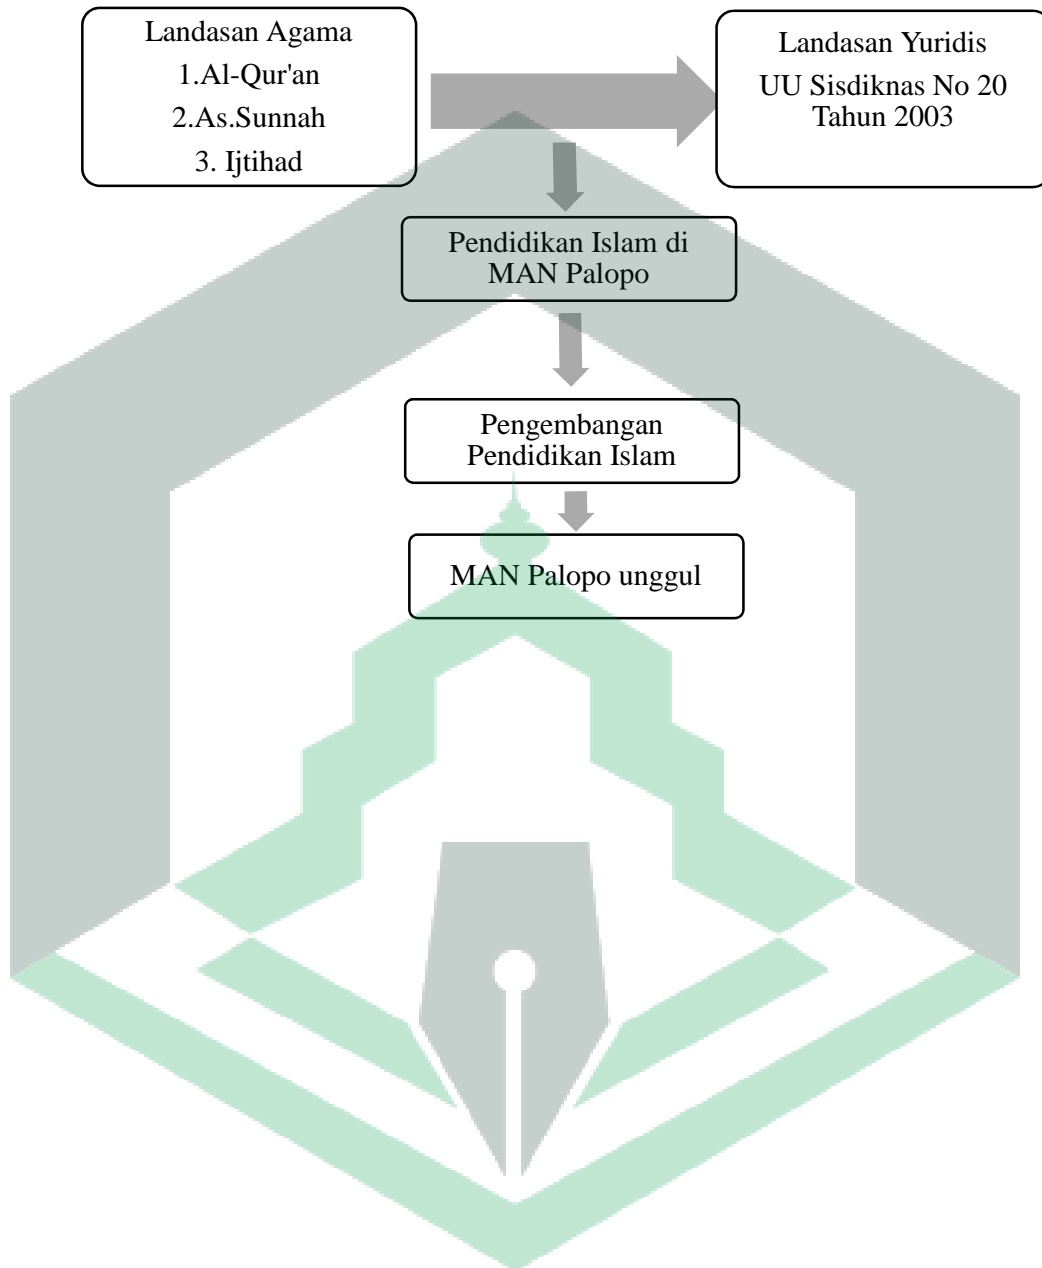 Landasan Agama
1.Al-Qur'an
2.As.Sunnah
3. Ijtihad
Landasan Yuridis
UU Sisdiknas No 20
Tahun 2003
Pendidikan Islam di
MAN Palopo
Pengembangan
Pendidikan Islam
MAN Palopo unggul